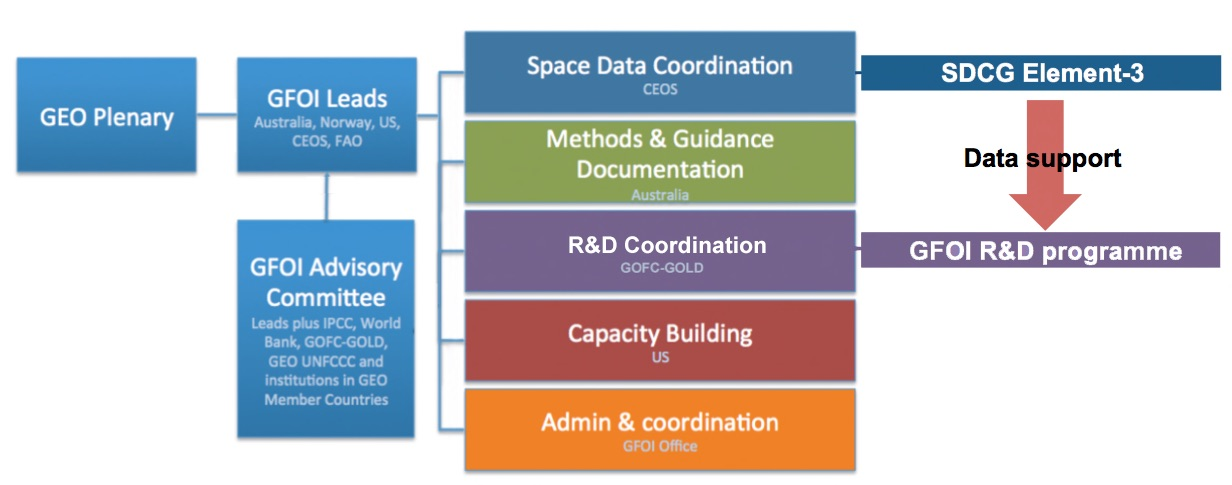 GEO Plenary
GFOI Leads
Australia, Norway, US,
CEOS, FAO
GFOI Advisory
Committee
Leads plus IPCC, World
Bank, GOFC-GOLD,
GEO UNFCCC and
institutions in GEO
Member Countries
Space Data Coordination
CEOS
Methods & Guidance
Documentation
Australia
R&D Coordination
GOFC-GOLD
Capacity Building
US
Admin & coordination
GFOI Office
SDCG Element-3
Data support
GFOI R&D programme